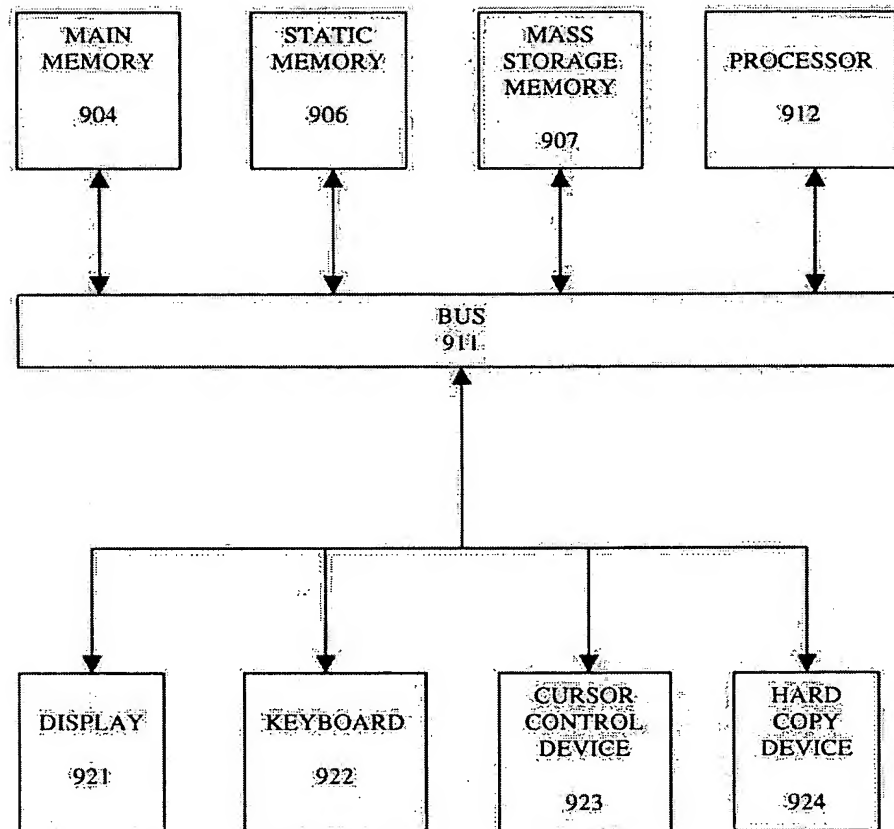 MAIN
MEMORY
904
STATIC
MEMORY
906
MASS
STORAGE
MEMORY
907
PROCESSOR
912
BUS
911
DISPLAY
921
KEYBOARD
922
CURSOR
CONTROL
DEVICE
923
HARD
COPY
DEVICE
924